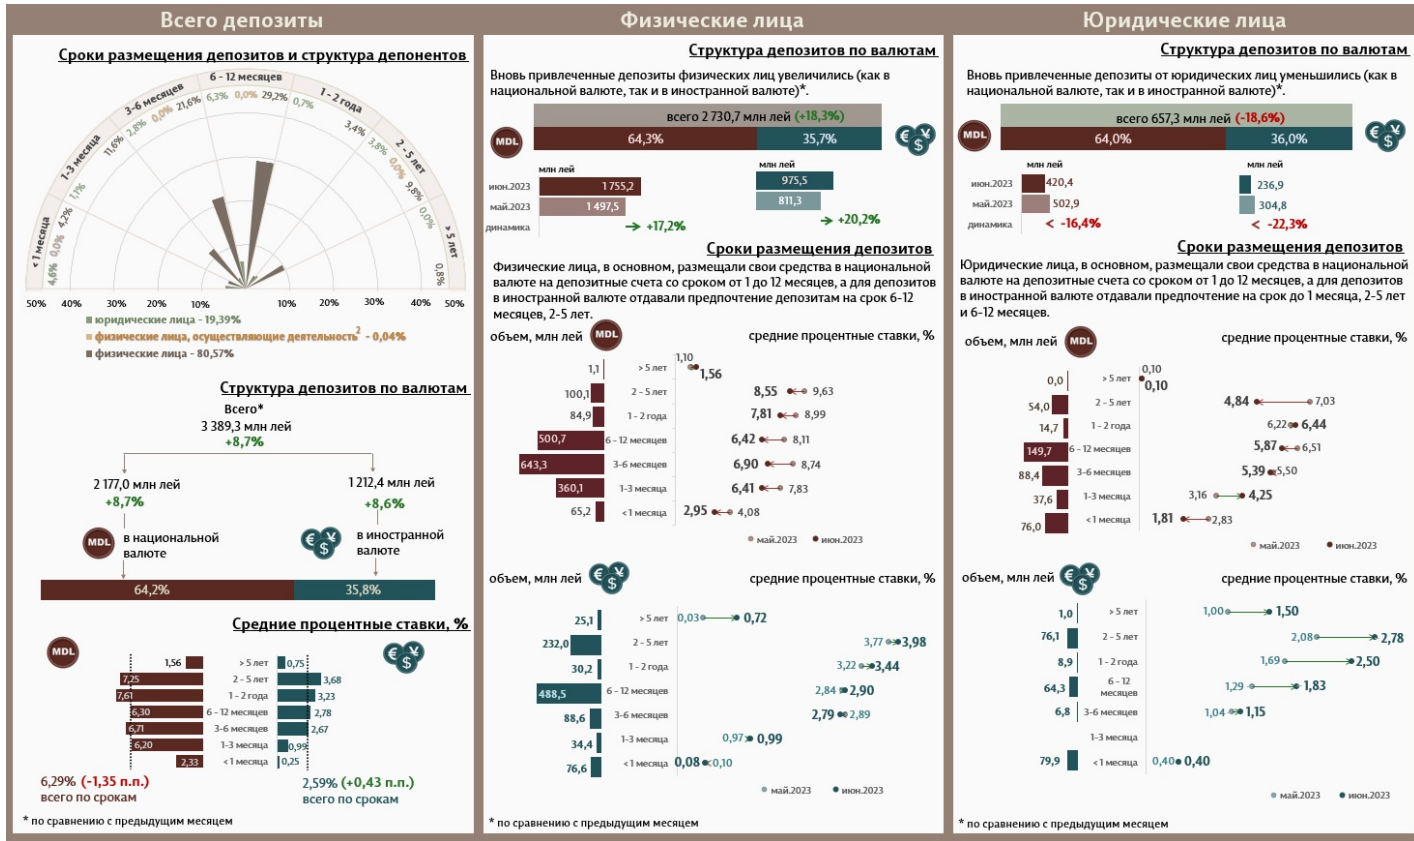 Всего депозиты
Сроки размещения депозитов и структура депонентов
< 1 месяца
1-3 месяца
3-6 месяцев
6 - 12 месяцев
1 - 2 года
2 - 5 лет
> 5 лет
4,6%
0,0%
4,2%
1,1%
11,6%
2,8%
0,0%
21,6%
6,3%
0,0%
29,2%
0,7%
3,4%
3,8%
0,0%
9,8%
0,0%
0,8%
50% 40% 30% 20% 10% 10% 20% 30% 40% 50%
юридические лица - 19,39%
физические лица, осуществляющие деятельность2 - 0,04%
физические лица - 80,57%
Структура депозитов по валютам
Всего*
3 389,3 млн лей
+8,7%
2 177,0 млн лей
+8,7%
1 212,4 млн лей
+8,6%
MDL
в национальной
валюте
€ ¥ $
в иностранной
валюте
64,2% 35,8%
Средние процентные ставки, %
MDL
€ ¥ $
1,56 > 5 лет 0,75
7,25 2 - 5 лет 3,68
7,61 1 - 2 года 3,23
6,30 6 - 12 месяцев 2,78
6,71 3-6 месяцев 2,67
6,20 1-3 месяца 0,99
2,33 < 1 месяца 0,25
6,29% (-1,35 п.п.)
всего по срокам
2,59% (+0,43 п.п.)
всего по срокам
* по сравнению с предыдущим месяцем
Физические лица
Структура депозитов по валютам
Вновь привлеченные депозиты физических лиц увеличились (как в
национальной валюте, так и в иностранной валюте)*.
всего 2 730,7 млн лей (+18,3%)
MDL 64,3% 35,7% € ¥ $
млн лей млн лей
июн.2023 1 755,2 975,5
май.2023 1 497,5 811,3
динамика +17,2% +20,2%
Сроки размещения депозитов
Физические лица, в основном, размещали свои средства в национальной
валюте на депозитные счета со сроком от 1 до 12 месяцев, а для депозитов
в иностранной валюте отдавали предпочтение депозитам на срок 6-12
месяцев, 2-5 лет.
объем, млн лей MDL средние процентные ставки, %
1,1 > 5 лет 1,10 1,56
100,1 2 - 5 лет 8,55 9,63
84,9 1 - 2 года 7,81 8,99
500,7 6 - 12 месяцев 6,42 8,11
643,3 3-6 месяцев 6,90 8,74
360,1 1-3 месяца 6,41 7,83
65,2 < 1 месяца 2,95 4,08
май.2023 июн.2023
объем, млн лей € ¥ $ средние процентные ставки, %
25,1 > 5 лет 0,03 0,72
232,0 2 - 5 лет 3,77 3,98
30,2 1 - 2 года 3,22 3,44
488,5 6 - 12 месяцев 2,84 2,90
88,6 3-6 месяцев 2,79 2,89
34,4 1-3 месяца 0,97 0,99
76,6 < 1 месяца 0,08 0,10
май.2023 июн.2023
* по сравнению с предыдущим месяцем
Юридические лица
Структура депозитов по валютам
Вновь привлеченные депозиты от юридических лиц уменьшились (как в
национальной валюте, так и в иностранной валюте)*.
всего 657,3 млн лей (-18,6%)
MDL 64,0% 36,0% € ¥ $
млн лей млн лей
июн.2023 420,4 236,9
май.2023 502,9 304,8
динамика < -16,4% < -22,3%
Сроки размещения депозитов
Юридические лица, в основном, размещали свои средства в национальной
валюте на депозитные счета со сроком от 1 до 12 месяцев, а для депозитов
в иностранной валюте отдавали предпочтение на срок до 1 месяца, 2-5 лет
и 6-12 месяцев.
объем, млн лей MDL средние процентные ставки, %
0,0 > 5 лет 0,10 0,10
54,0 2 - 5 лет 4,84 7,03
14,7 1 - 2 года 6,22 6,44
149,7 6 - 12 месяцев 5,87 6,51
88,4 3-6 месяцев 5,39 5,50
37,6 1-3 месяца 3,16 4,25
76,0 < 1 месяца 1,81 2,83
май.2023 июн.2023
объем, млн лей € ¥ $ средние процентные ставки, %
1,0 > 5 лет 1,00 1,50
76,1 2 - 5 лет 2,08 2,78
8,9 1 - 2 года 1,69 2,50
64,3 6 - 12
месяцев 1,29 1,83
6,8 3-6 месяцев 1,04 1,15
1-3 месяца
79,9 < 1 месяца 0,40 0,40
май.2023 июн.2023
* по сравнению с предыдущим месяцем